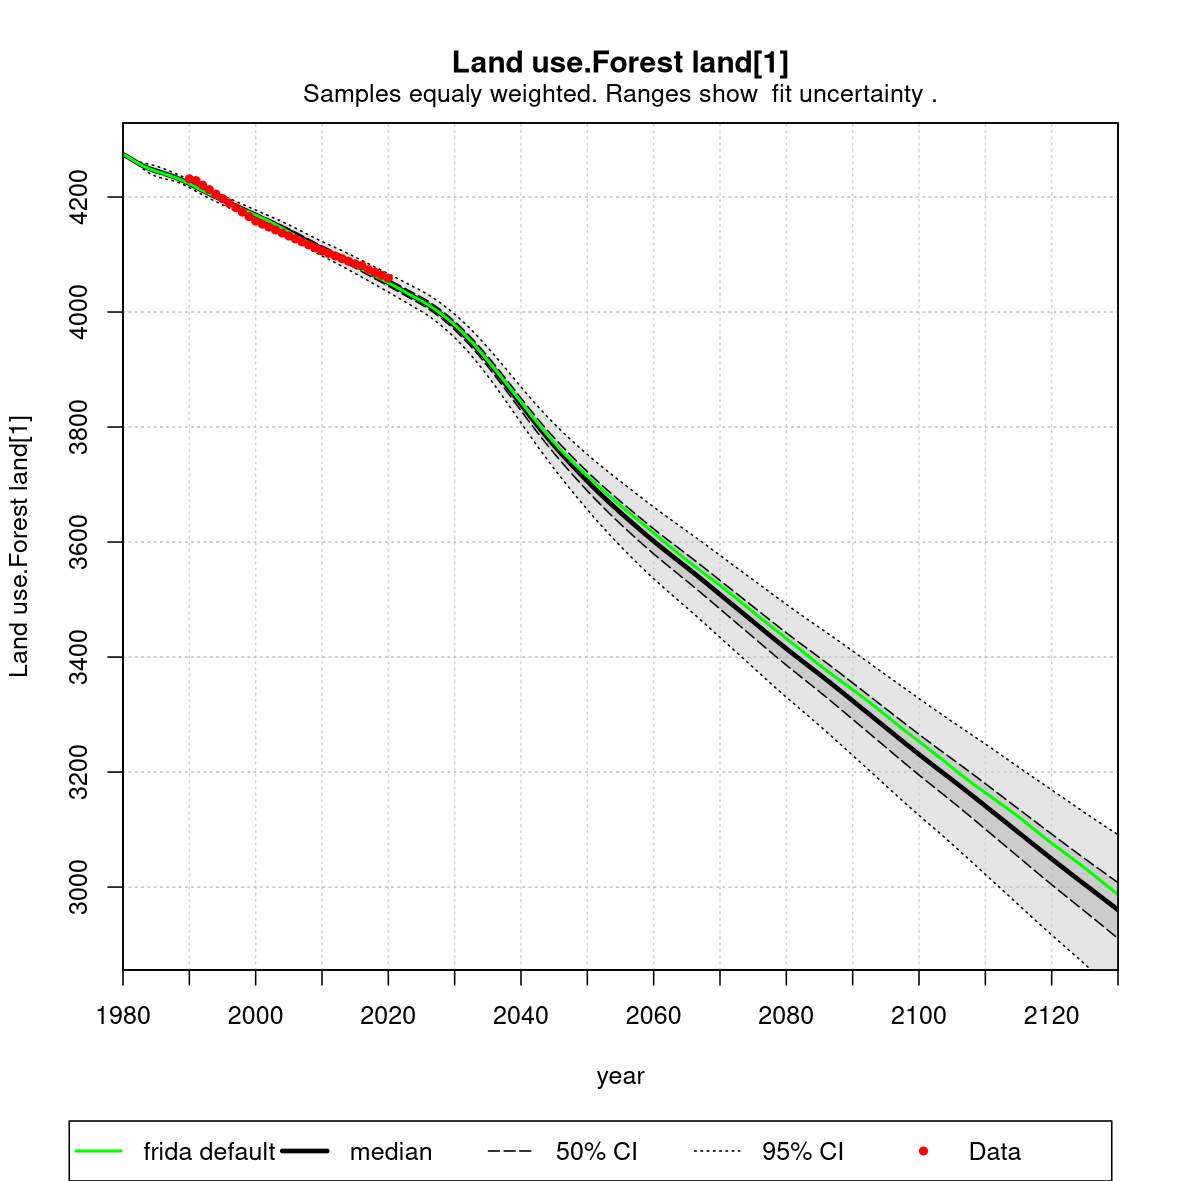 Land use.Forest land[1]
Samples equaly weighted. Ranges show  fit uncertainty .
Land use.Forest land[1]
4200
4000
3800
3600
3400
3200
3000
1980 2000 2020 2040 2060 2080 2100 2120
year
frida default median 50% CI 95% CI Data